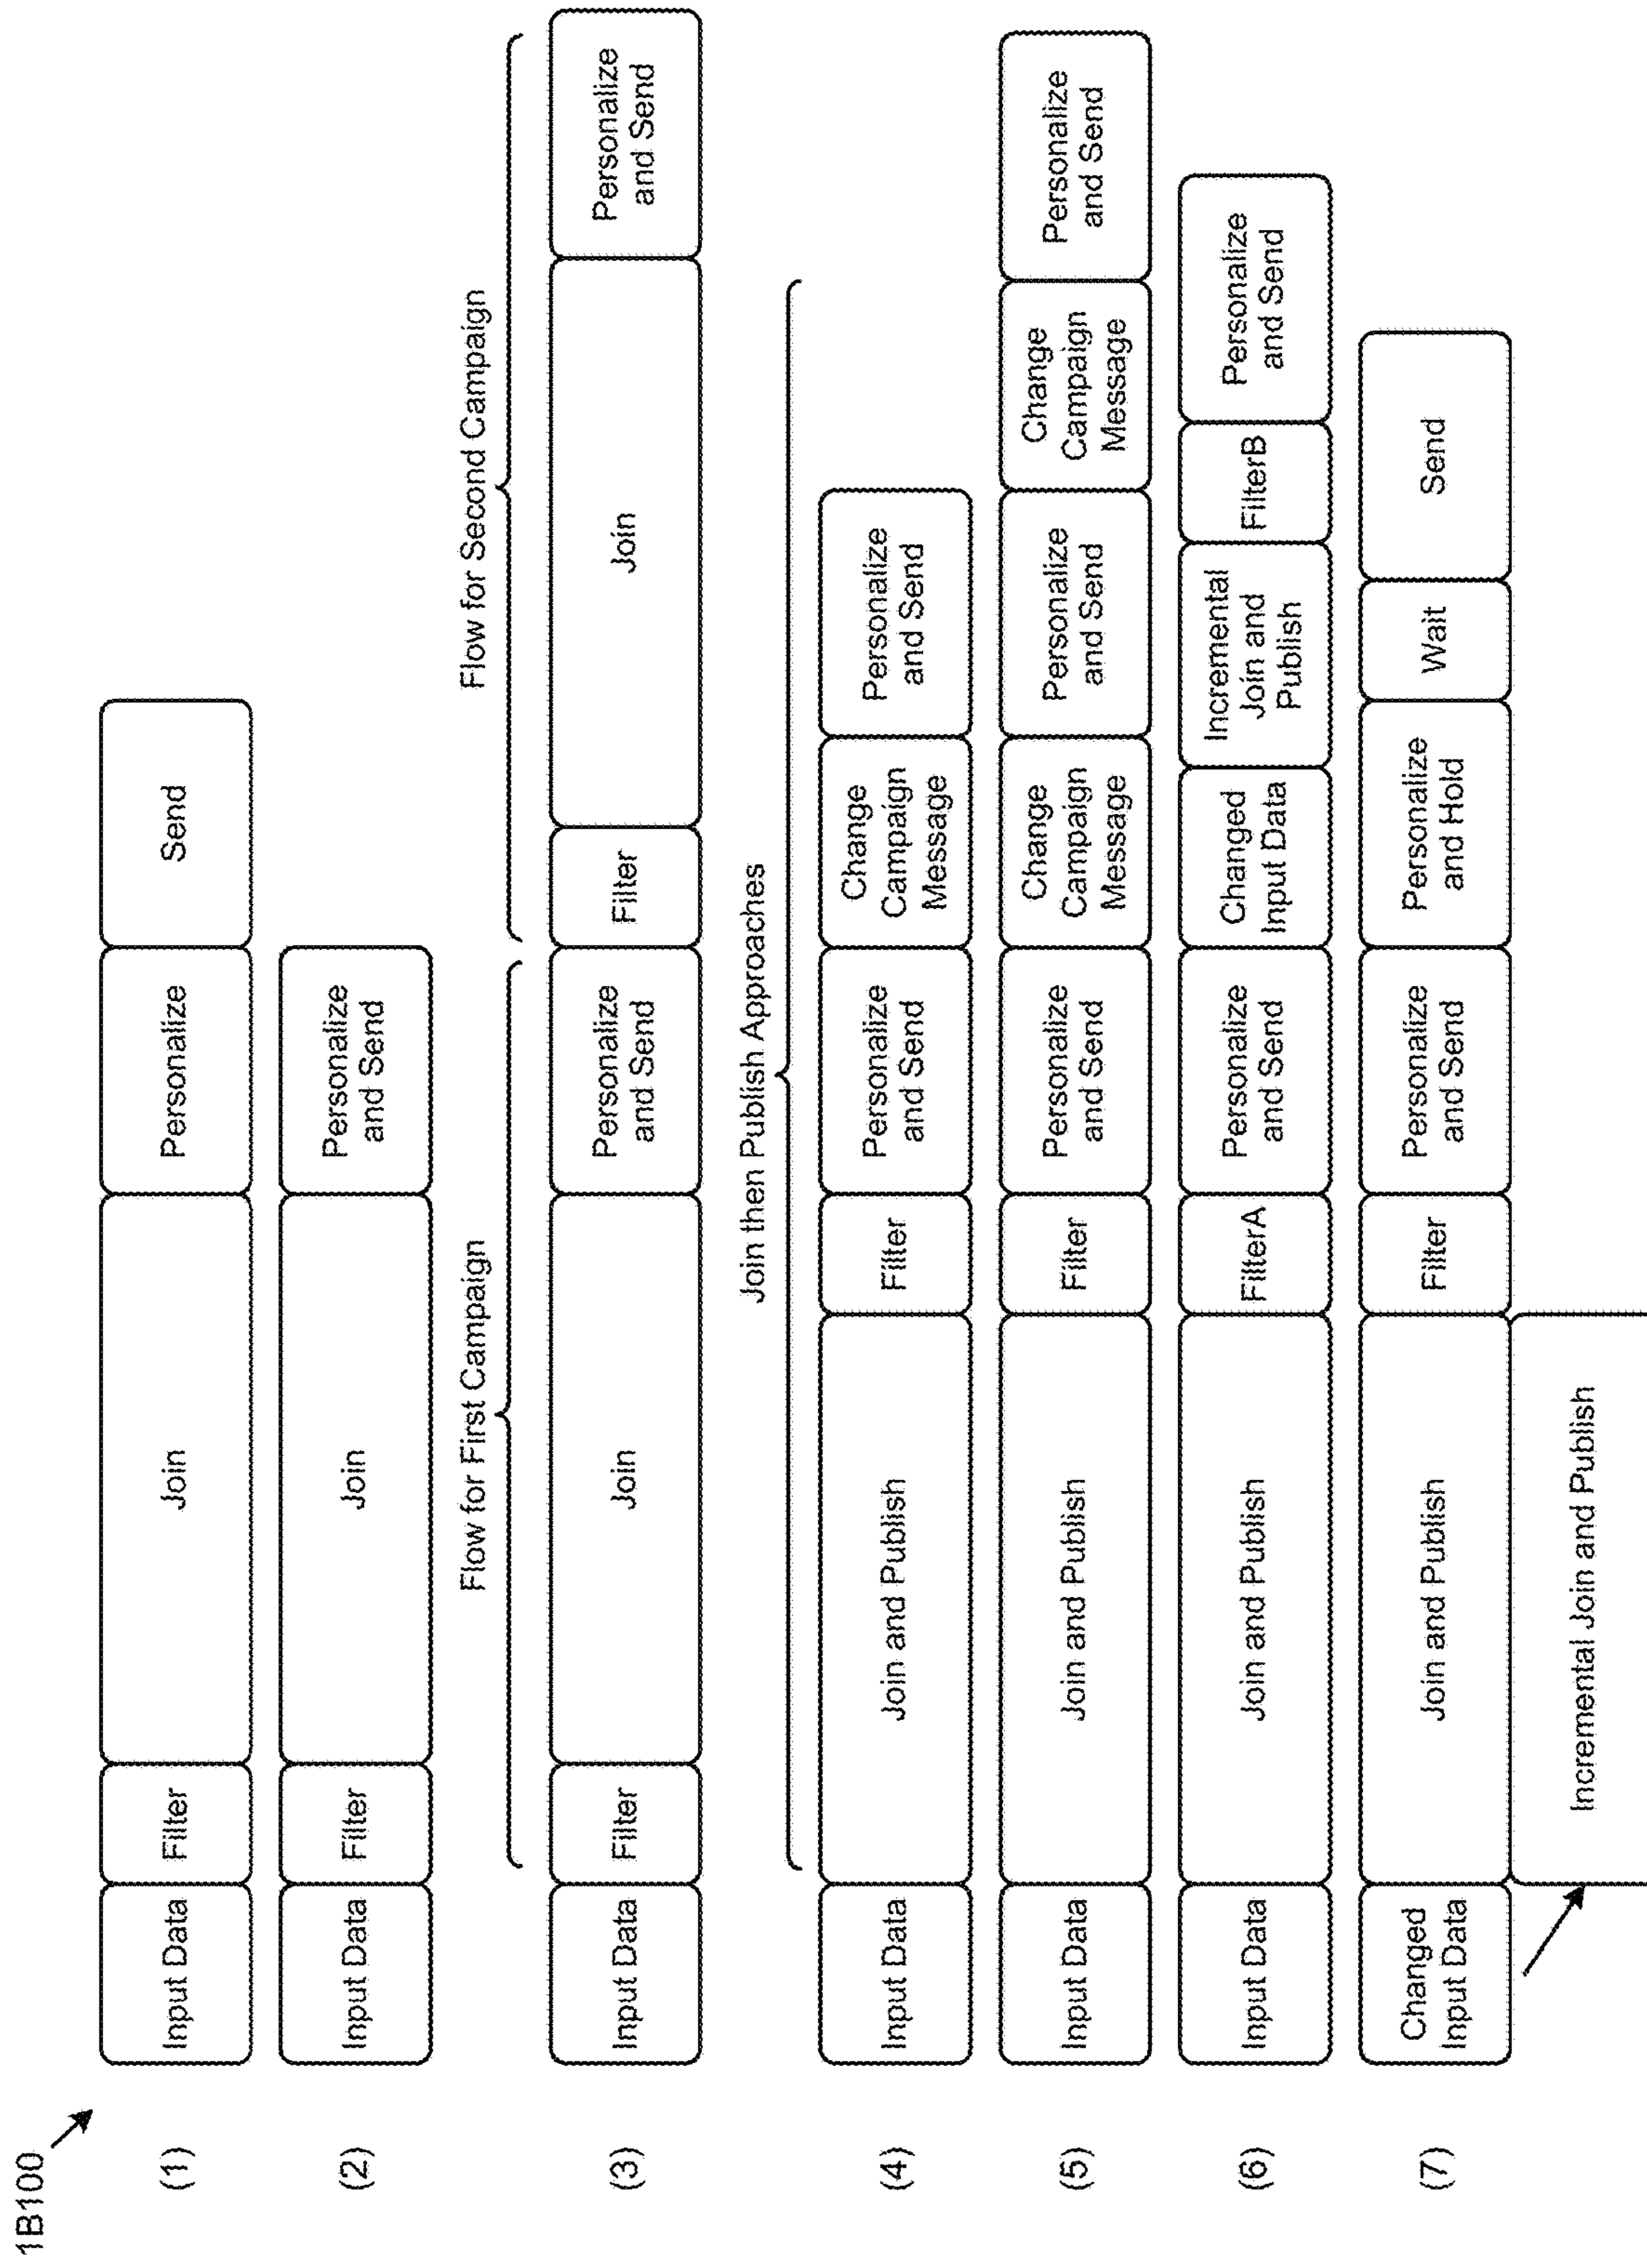 1B100
(1)
Input Data
Filter
Join
Personalize
Send
(2)
Input Data
Filter
Join
Personalize
and Send
Flow for First Campaign
Flow for Second Campaign
(3)
Input Data
Filter
Join
Personalize
and Send
Filter
Join
Personalize
and Send
Join then Publish Approaches
(4)
Input Data
Join and Publish
Filter
Personalize
and Send
Change
Campaign
Message
Personalize
and Send
(5)
Input Data
Join and Publish
Filter
Personalize
and Send
Change
Campaign
Message
Personalize
and Send
Change
Campaign
Message
Personalize
and Send
(6)
Input Data
Join and Publish
FilterA
Personalize
and Send
Changed
Input Data
Incremental
Join and
Publish
FilterB
Personalize
and Send
(7)
Changed
Input Data
Join and Publish
Filter
Personalize
and Send
Personalize
and Hold
Wait
Send
Incremental Join and Publish